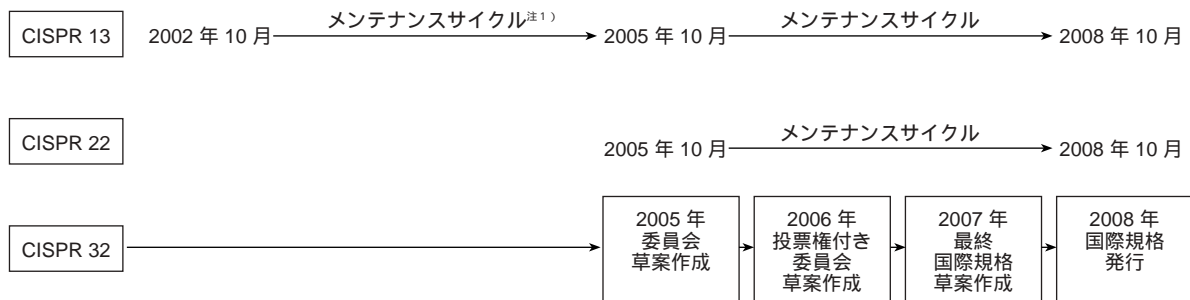 CISPR 13
2002 年 10 月
メンテナンスサイクル注1)
2005 年 10 月
メンテナンスサイクル
2008 年 10 月
CISPR 22
2005 年 10 月
メンテナンスサイクル
2008 年 10 月
CISPR 32
2005 年
委員会
草案作成
2006 年
投票権付き
委員会
草案作成
2007 年
最終
国際規格
草案作成
2008 年
国際規格
発行